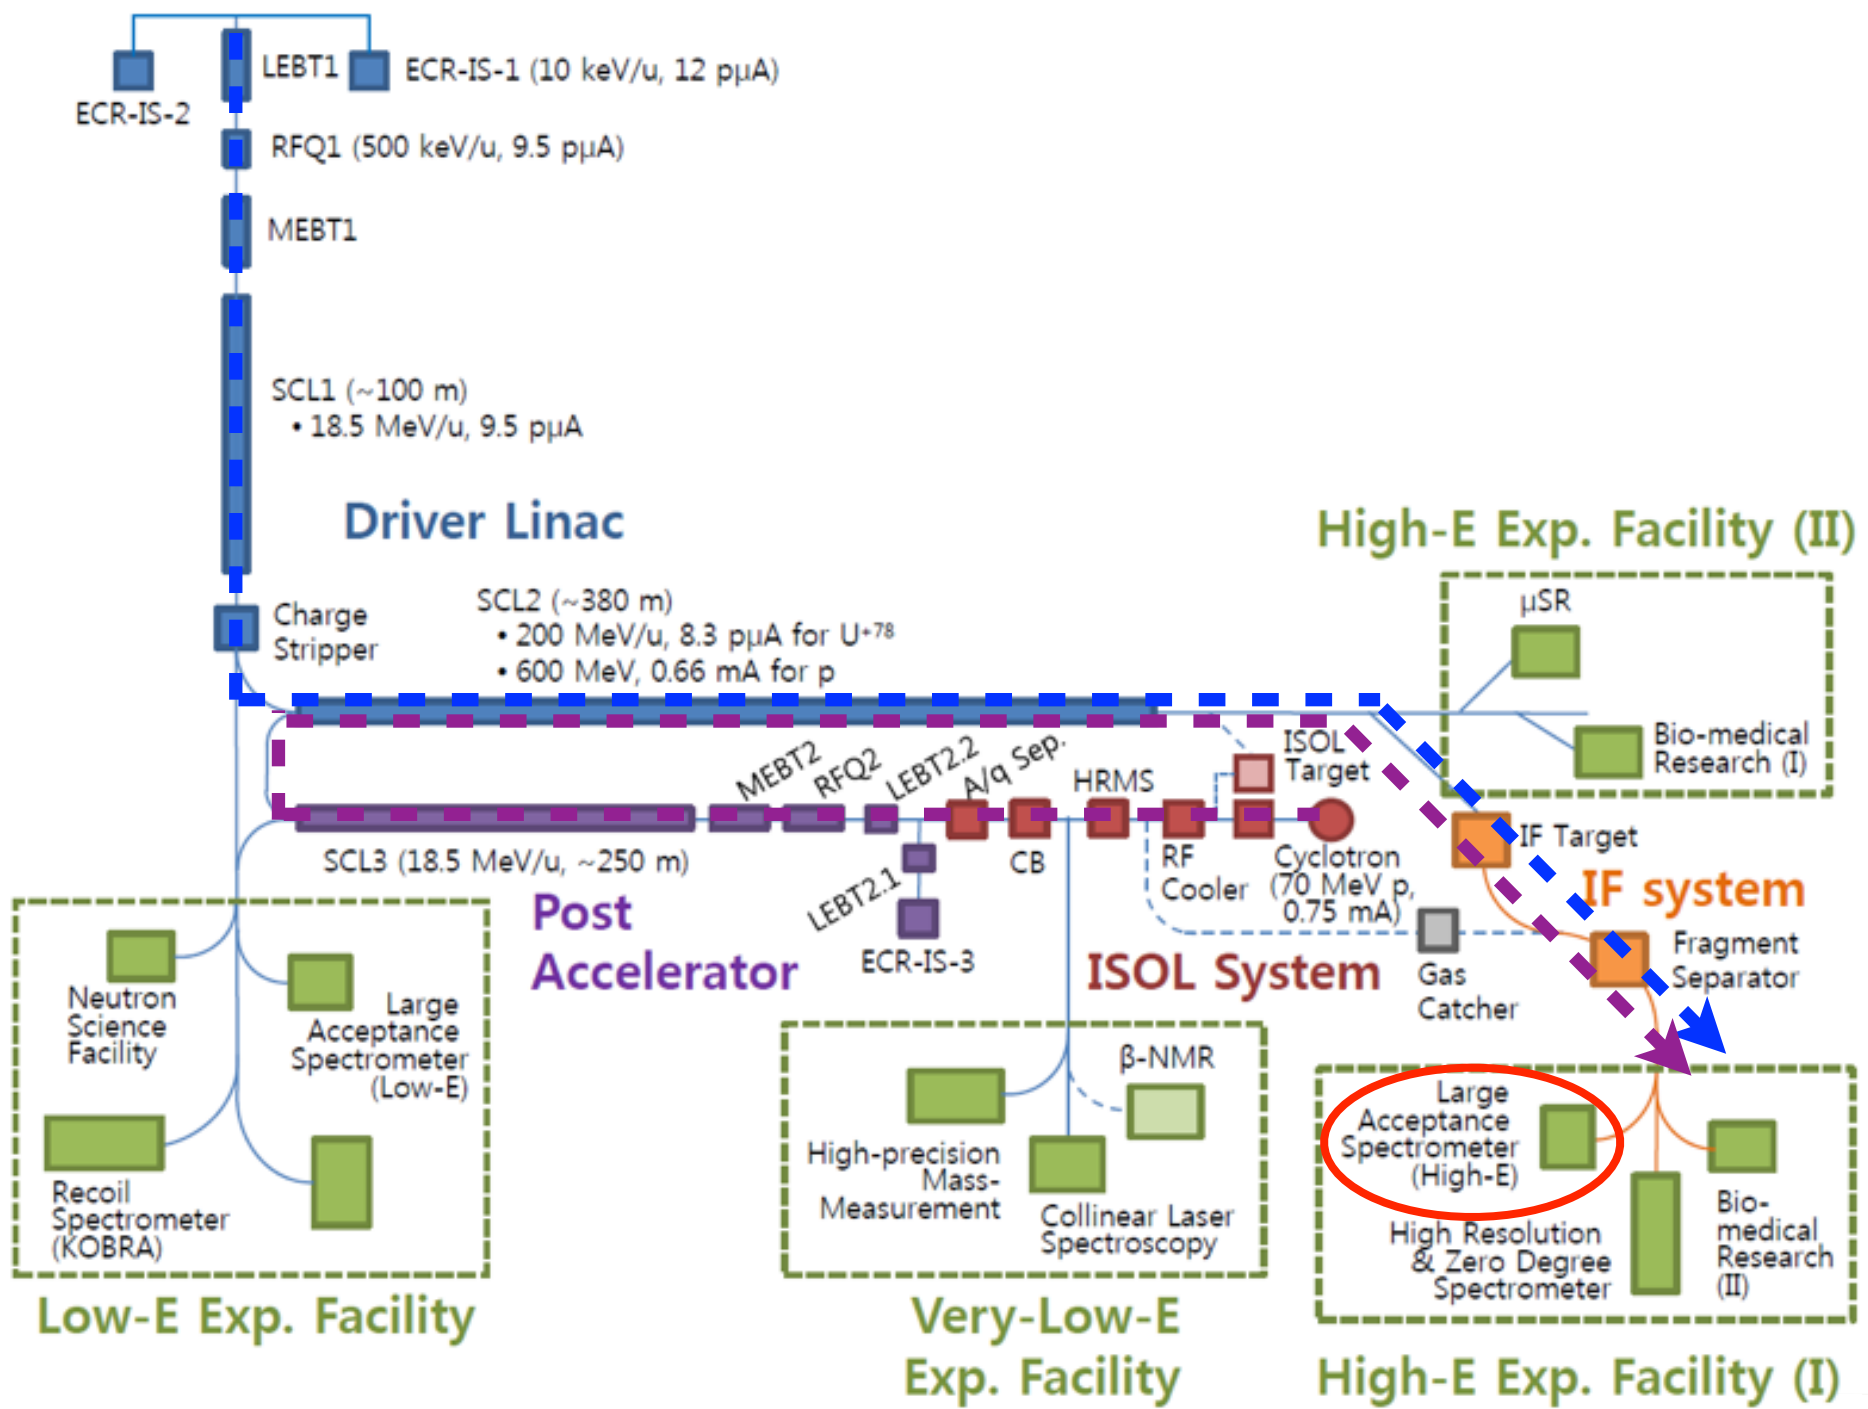 LEBT1
ECR-IS-1 (10 keV/u, 12 pμA)
ECR-IS-2
RFQ1 (500 keV/u, 9.5 pμA)
MEBT1
SCL1 (~100 m)
• 18.5 MeV/u, 9.5 pμA
Driver Linac
Charge
Stripper
SCL2 (~380 m)
• 200 MeV/u, 8.3 pμA for U+78
• 600 MeV, 0.66 mA for p
High-E Exp. Facility (II)
μSR
Bio-medical
Research (I)
ISOL
Target
MEBT2
RFQ2
LEBT2.2
A/q Sep.
HRMS
SCL3 (18.5 MeV/u, ~250 m)
CB
RF
Cooler
Cyclotron
(70 MeV p,
0.75 mA)
IF Target
IF system
LEBT2.1
ECR-IS-3
Post
Accelerator
ISOL System
Gas
Catcher
Fragment
Separator
Neutron
Science
Facility
Large
Acceptance
Spectrometer
(Low-E)
Recoil
Spectrometer
(KOBRA)
Low-E Exp. Facility
β-NMR
High-precision
Mass-
Measurement
Collinear Laser
Spectroscopy
Very-Low-E
Exp. Facility
Large
Acceptance
Spectrometer
(High-E)
High Resolution
& Zero Degree
Spectrometer
Bio-
medical
Research
(II)
High-E Exp. Facility (I)